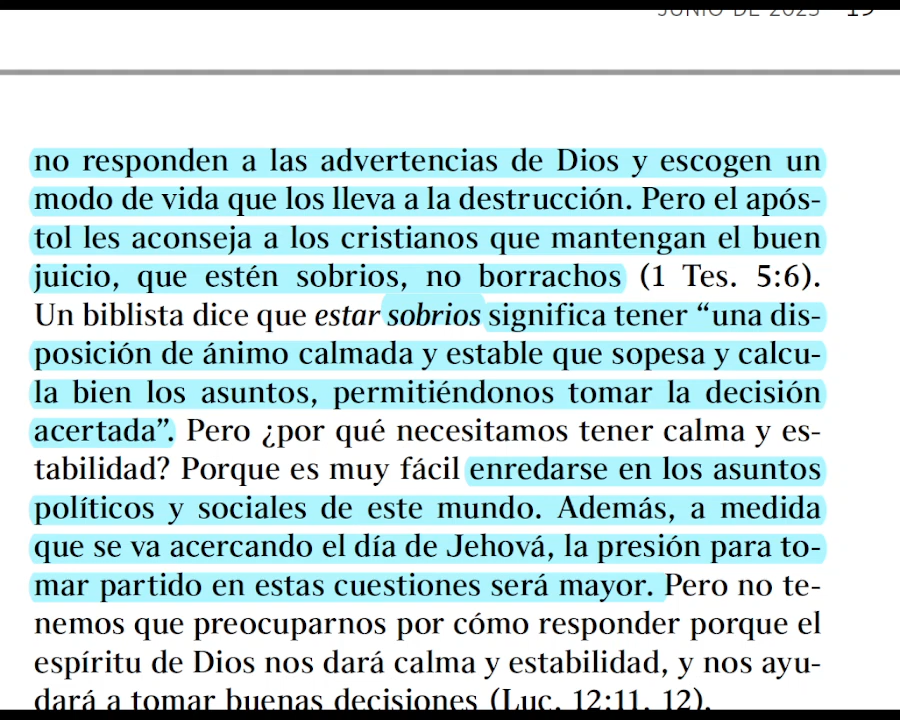 JUNIO DE 2023 19
no responden a las advertencias de Dios y escogen un
modo de vida que los lleva a la destrucción. Pero el após-
tol les aconseja a los cristianos que mantengan el buen
juicio, que estén sobrios, no borrachos (1 Tes. 5:6).
Un biblista dice que estar sobrios significa tener “una dis-
posición de ánimo calmada y estable que sopesa y calcu-
la bien los asuntos, permitiéndonos tomar la decisión
acertada”. Pero ¿por qué necesitamos tener calma y es-
tabilidad? Porque es muy fácil enredarse en los asuntos
políticos y sociales de este mundo. Además, a medida
que se va acercando el día de Jehová, la presión para to-
mar partido en estas cuestiones será mayor. Pero no te-
nemos que preocuparnos por cómo responder porque el
espíritu de Dios nos dará calma y estabilidad, y nos ayu-
dará a tomar buenas decisiones (Luc. 12:11, 12).